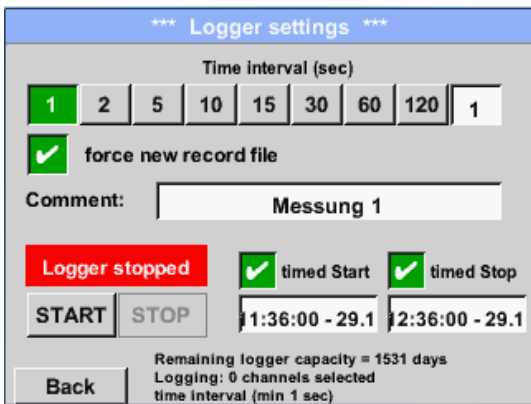 *** Logger settings ***
Time interval (sec)
1 2 5 10 15 30 60 120 1
force new record file
Comment: Messung 1
Logger stopped timed Start timed Stop
START STOP 11:36:00 - 29.1 12:36:00 - 29.1
Remaining logger capacity = 1531 days
Back Logging: 0 channels selected
time interval (min 1 sec)